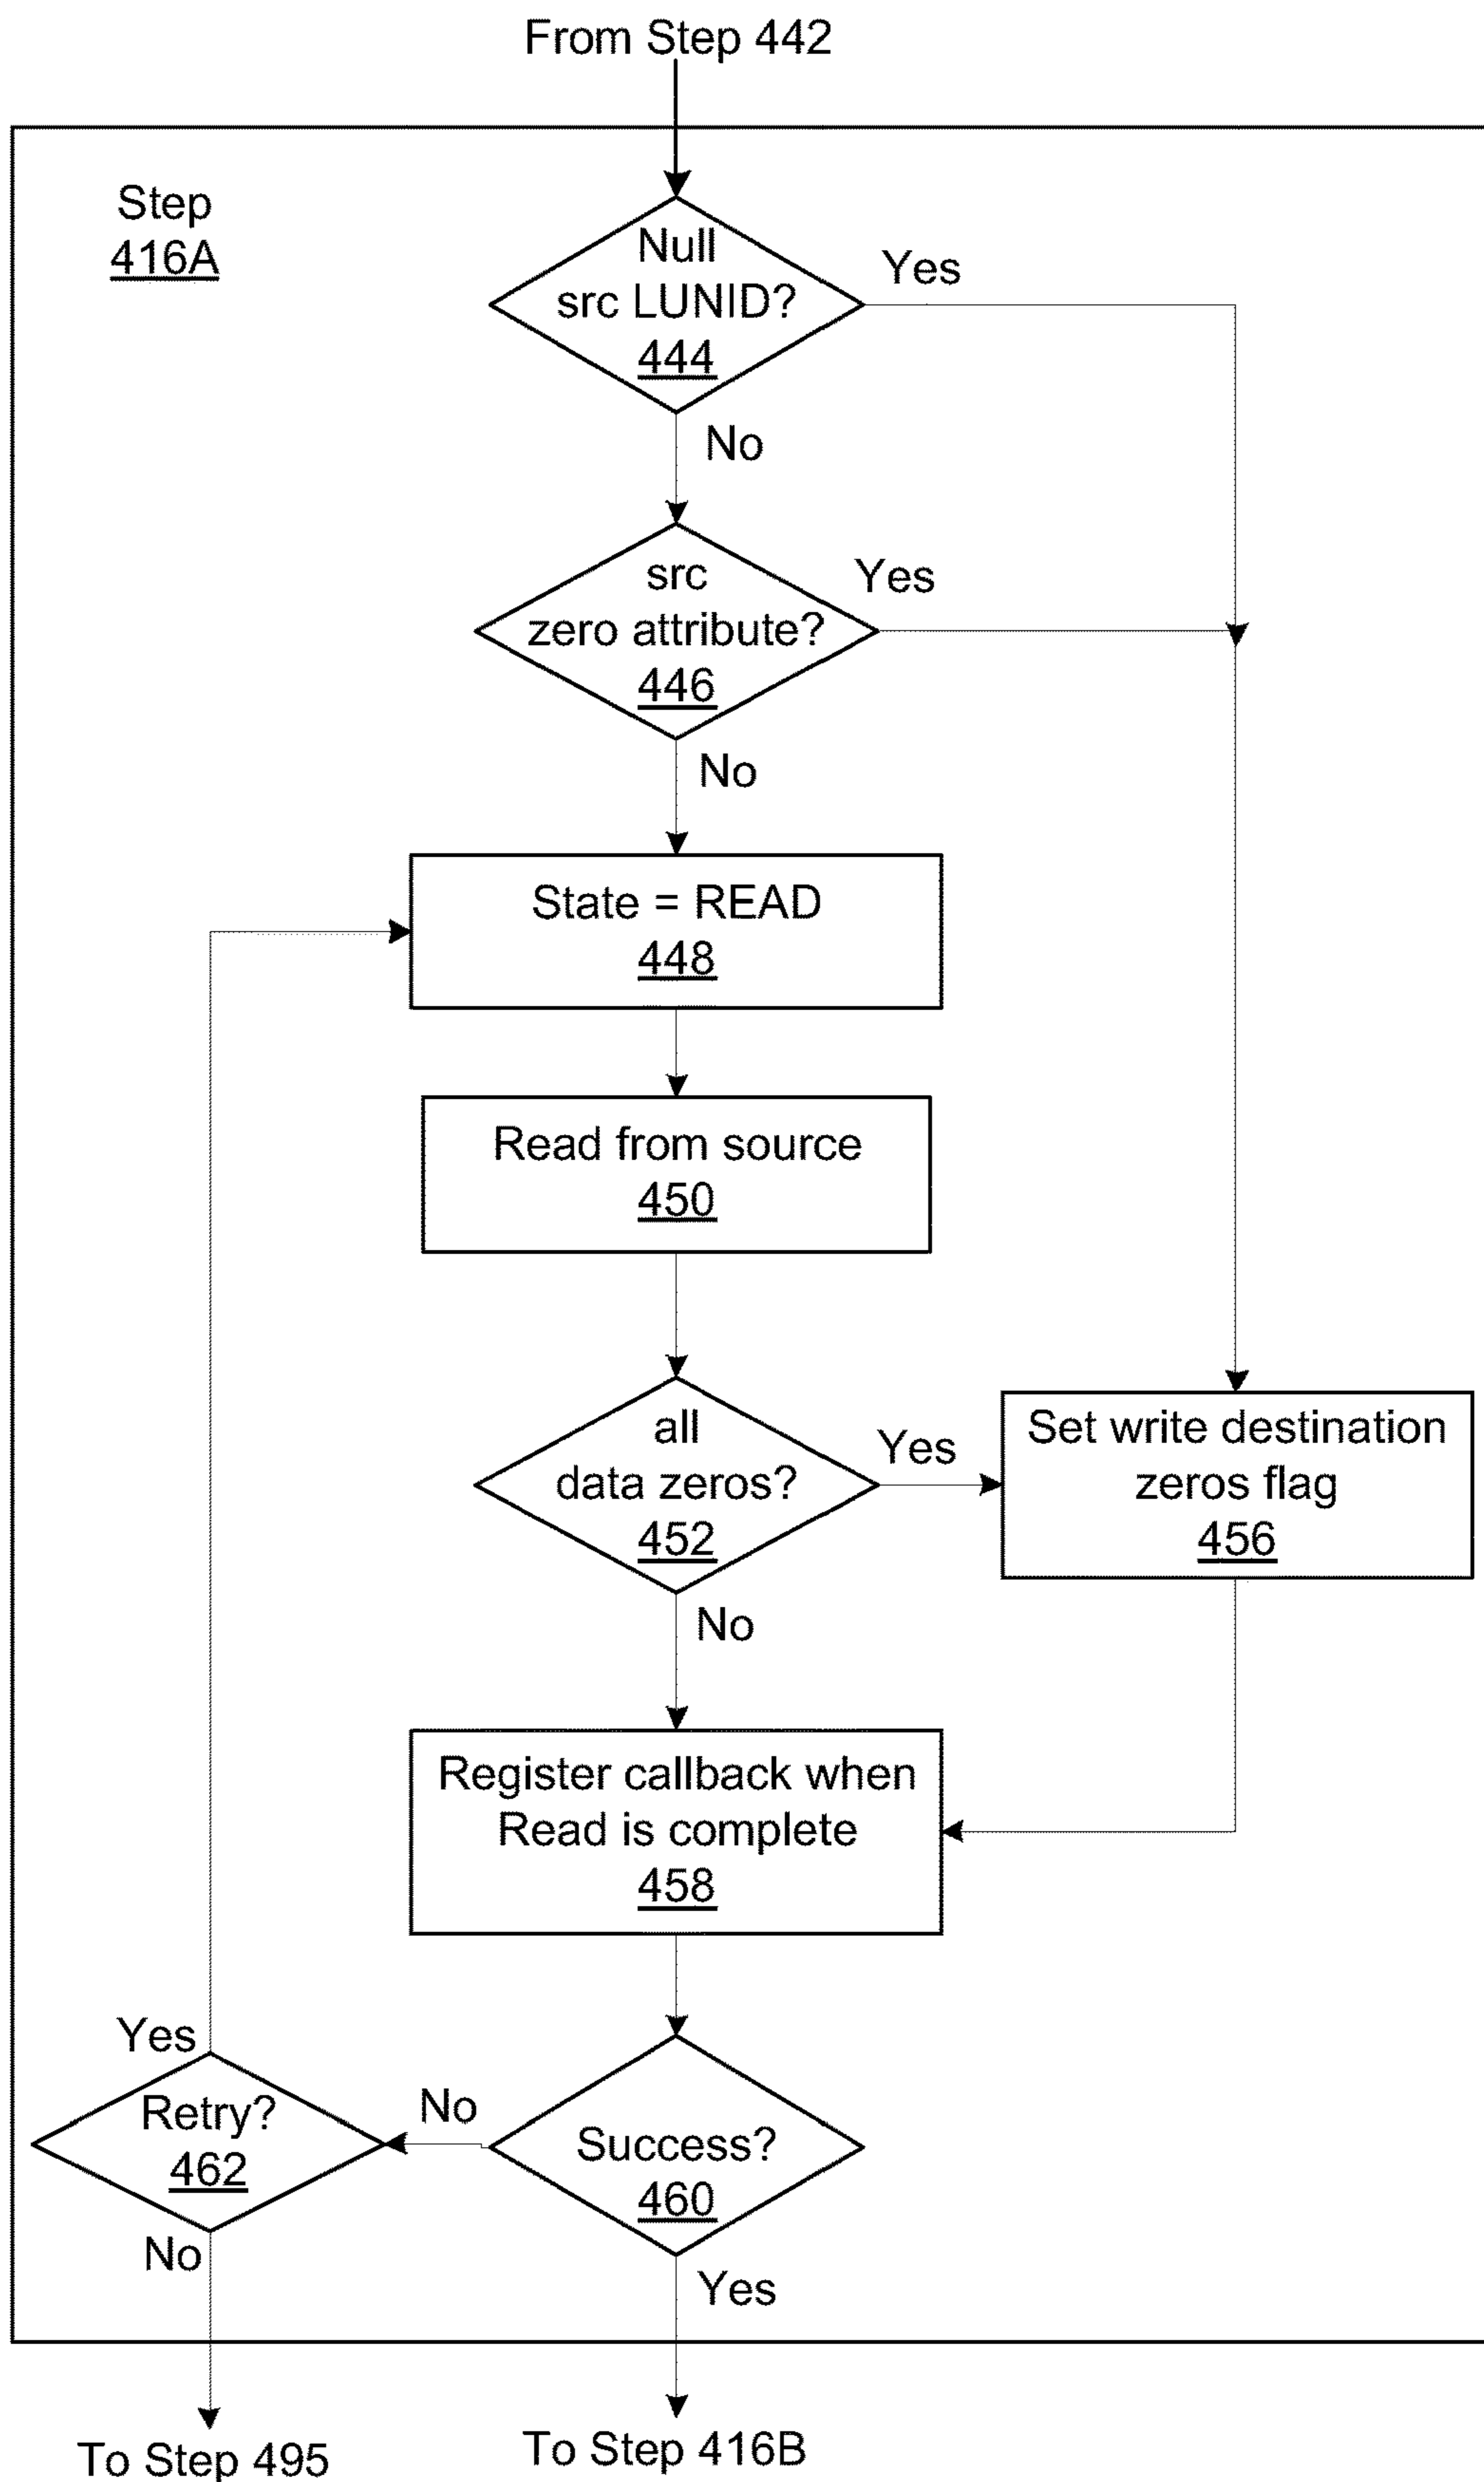 From Step 442
Step
416A
Null
src LUNID?
444
Yes
No
src
zero attribute?
446
Yes
No
State = READ
448
Read from source
450
all
data zeros?
452
Yes
No
Set write destination
zeros flag
456
Register callback when
Read is complete
458
Yes
Retry?
462
No
No
Success?
460
Yes
To Step 495
To Step 416B